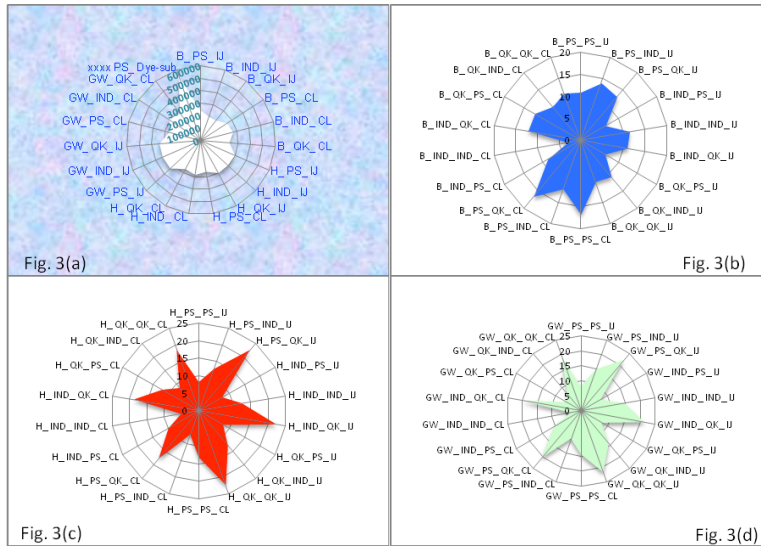 B_PS_IJ
B_IND_IJ
B_QK_IJ
B_PS_CL
B_IND_CL
B_QK_CL
H_PS_IJ
H_IND_IJ
H_QK_IJ
H_PS_CL
H_IND_CL
H_QK_CL
GW_PS_IJ
GW_IND_IJ
GW_QK_IJ
GW_PS_CL
GW_IND_CL
GW_QK_CL
xxxx PS_Dye-sub
600000
500000
400000
300000
200000
100000
0
Fig. 3(a)
B_PS_PS_IJ
B_PS_IND_IJ
B_PS_QK_IJ
B_IND_PS_IJ
B_IND_IND_IJ
B_IND_QK_IJ
B_QK_PS_IJ
B_QK_IND_IJ
B_QK_QK_IJ
B_PS_PS_CL
B_PS_IND_CL
B_PS_QK_CL
B_IND_PS_CL
B_IND_IND_CL
B_IND_QK_CL
B_QK_PS_CL
B_QK_IND_CL
B_QK_QK_CL
20
15
10
5
0
Fig. 3(b)
H_PS_PS_IJ
H_PS_IND_IJ
H_PS_QK_IJ
H_IND_PS_IJ
H_IND_IND_IJ
H_IND_QK_IJ
H_QK_PS_IJ
H_QK_IND_IJ
H_QK_QK_IJ
H_PS_PS_CL
H_PS_IND_CL
H_PS_QK_CL
H_IND_PS_CL
H_IND_IND_CL
H_IND_QK_CL
H_QK_PS_CL
H_QK_IND_CL
H_QK_QK_CL
25
20
15
10
5
0
Fig. 3(c)
GW_PS_PS_IJ
GW_PS_IND_IJ
GW_PS_QK_IJ
GW_IND_PS_IJ
GW_IND_IND_IJ
GW_IND_QK_IJ
GW_QK_PS_IJ
GW_QK_IND_IJ
GW_QK_QK_IJ
GW_PS_PS_CL
GW_PS_IND_CL
GW_PS_QK_CL
GW_IND_PS_CL
GW_IND_IND_CL
GW_IND_QK_CL
GW_QK_PS_CL
GW_QK_IND_CL
GW_QK_QK_CL
25
20
15
10
5
0
Fig. 3(d)